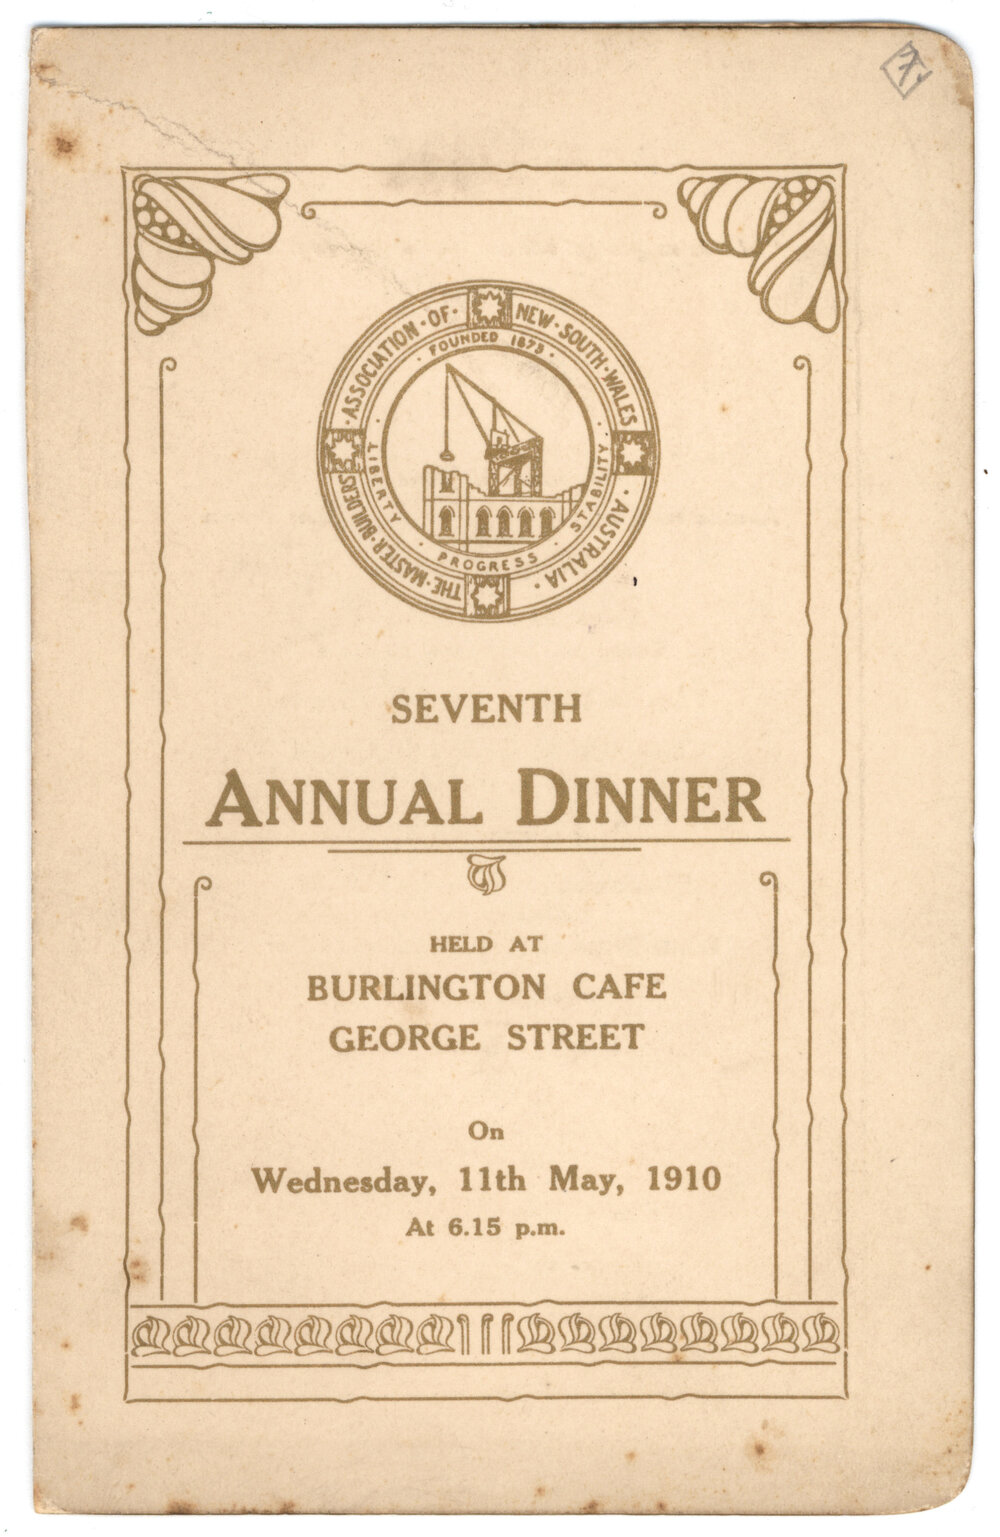 7.
THE · MASTER · BUILDERS · ASSOCIATION · OF · NEW · SOUTH · WALES · AUSTRALIA ·
· FOUNDED 1873 ·
· LIBERTY · PROGRESS · STABILITY ·
SEVENTH
ANNUAL DINNER
HELD AT
BURLINGTON CAFE
GEORGE STREET
On
Wednesday, 11th May, 1910
At 6.15 p.m.